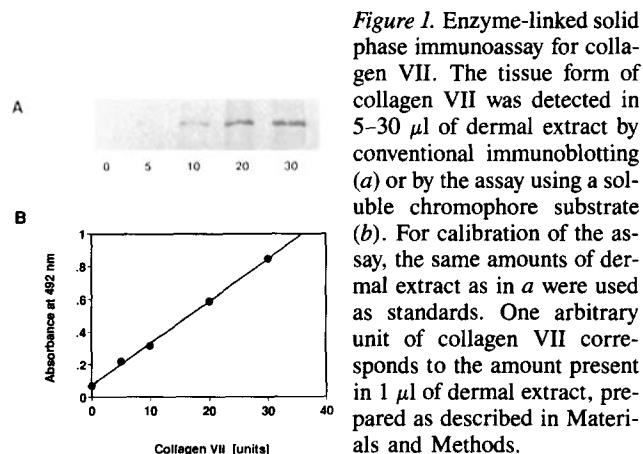 A
0 5 10 20 30
B
Absorbance at 492 nm
1
.8
.6
.4
.2
0
0 10 20 30 40
Collagen VII [units]
Figure 1. Enzyme-linked solid
phase immunoassay for colla-
gen VII. The tissue form of
collagen VII was detected in
5–30 μl of dermal extract by
conventional immunoblotting
(a) or by the assay using a sol-
uble chromophore substrate
(b). For calibration of the as-
say, the same amounts of der-
mal extract as in a were used
as standards. One arbitrary
unit of collagen VII corre-
sponds to the amount present
in 1 μl of dermal extract, pre-
pared as described in Materi-
als and Methods.